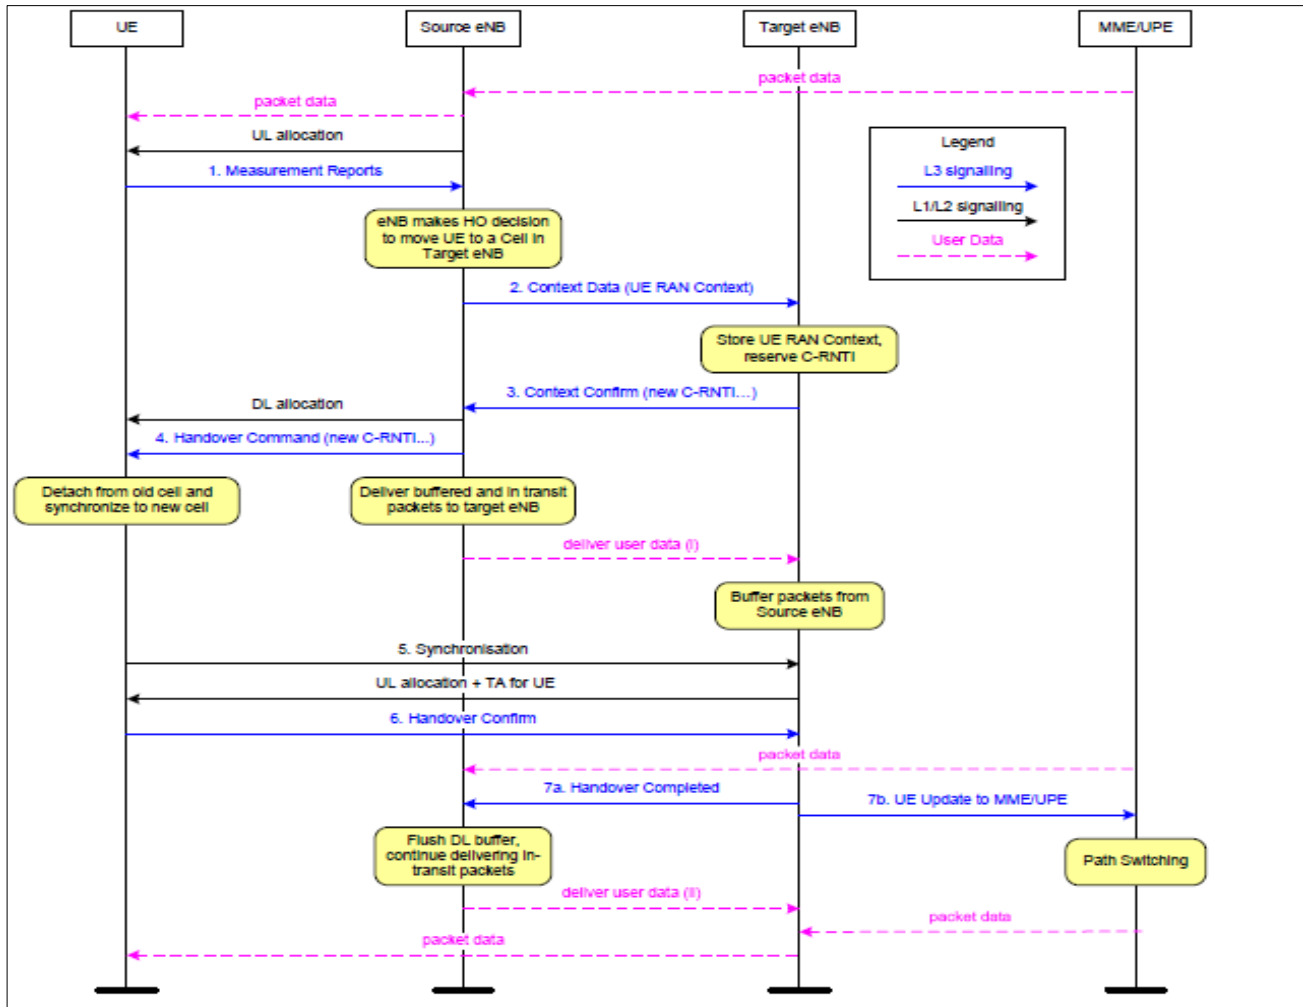 UE
Source eNB
Target eNB
MME/UPE
packet data
packet data
UL allocation
Legend
L3 signalling
L1/L2 signalling
User Data
1. Measurement Reports
eNB makes HO decision
to move UE to a Cell in
Target eNB
2. Context Data (UE RAN Context)
Store UE RAN Context,
reserve C-RNTI
3. Context Confirm (new C-RNTI...)
DL allocation
4. Handover Command (new C-RNTI...)
Detach from old cell and
synchronize to new cell
Deliver buffered and in transit
packets to target eNB
deliver user data (I)
Buffer packets from
Source eNB
5. Synchronisation
UL allocation + TA for UE
6. Handover Confirm
packet data
7a. Handover Completed
7b. UE Update to MME/UPE
Flush DL buffer,
continue delivering in-
transit packets
Path Switching
deliver user data (II)
packet data
packet data